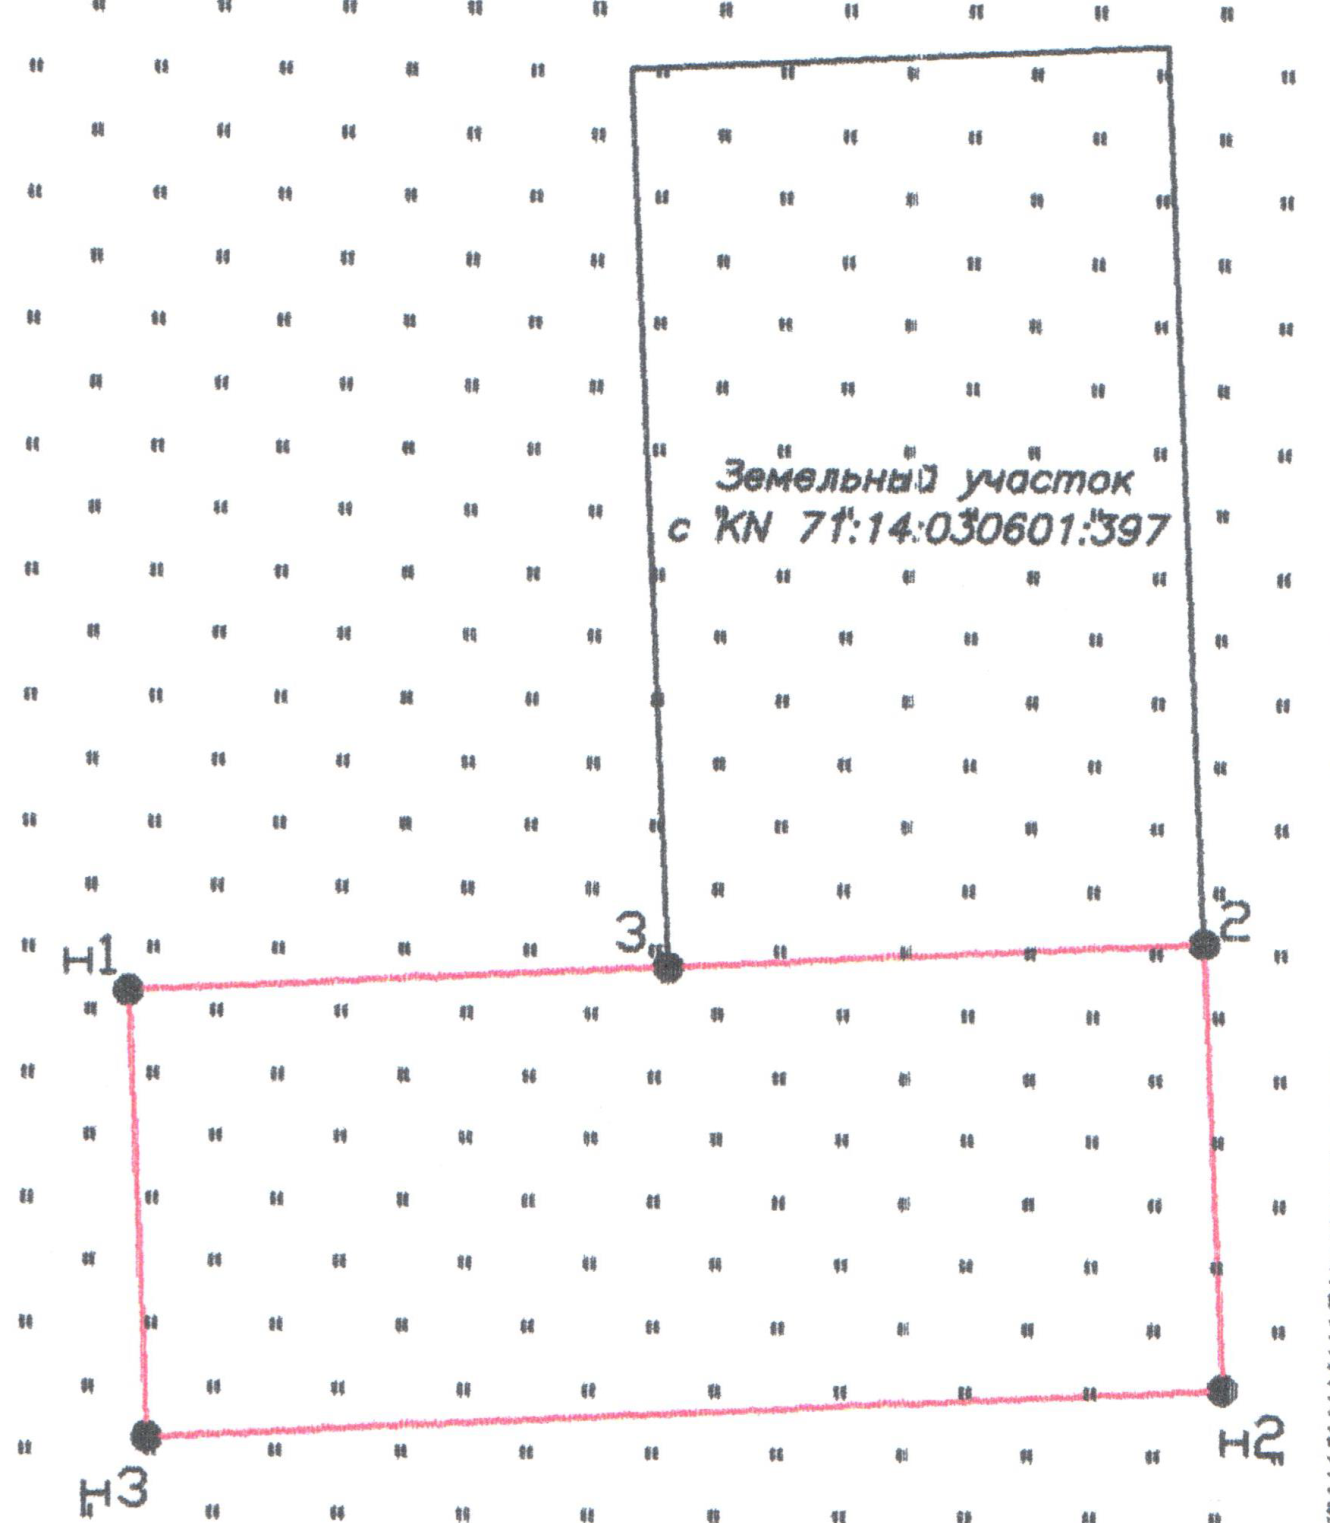 Земельный участок
с KN 71:14:030601:397
3
2
н1
н2
н3